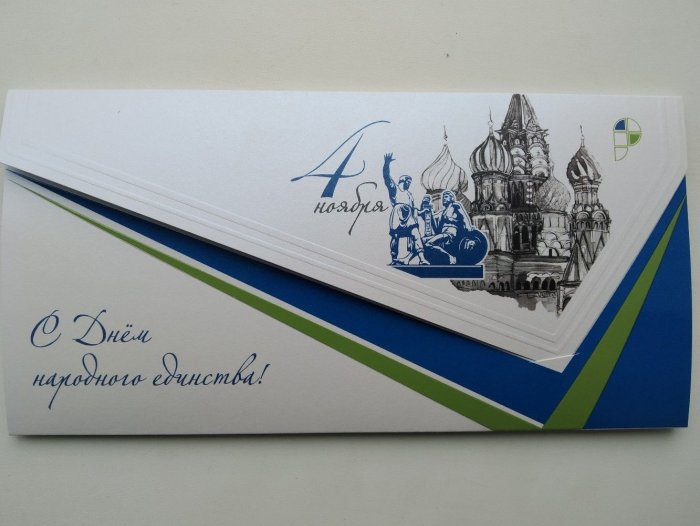 4
ноября
С Днём
народного единства!